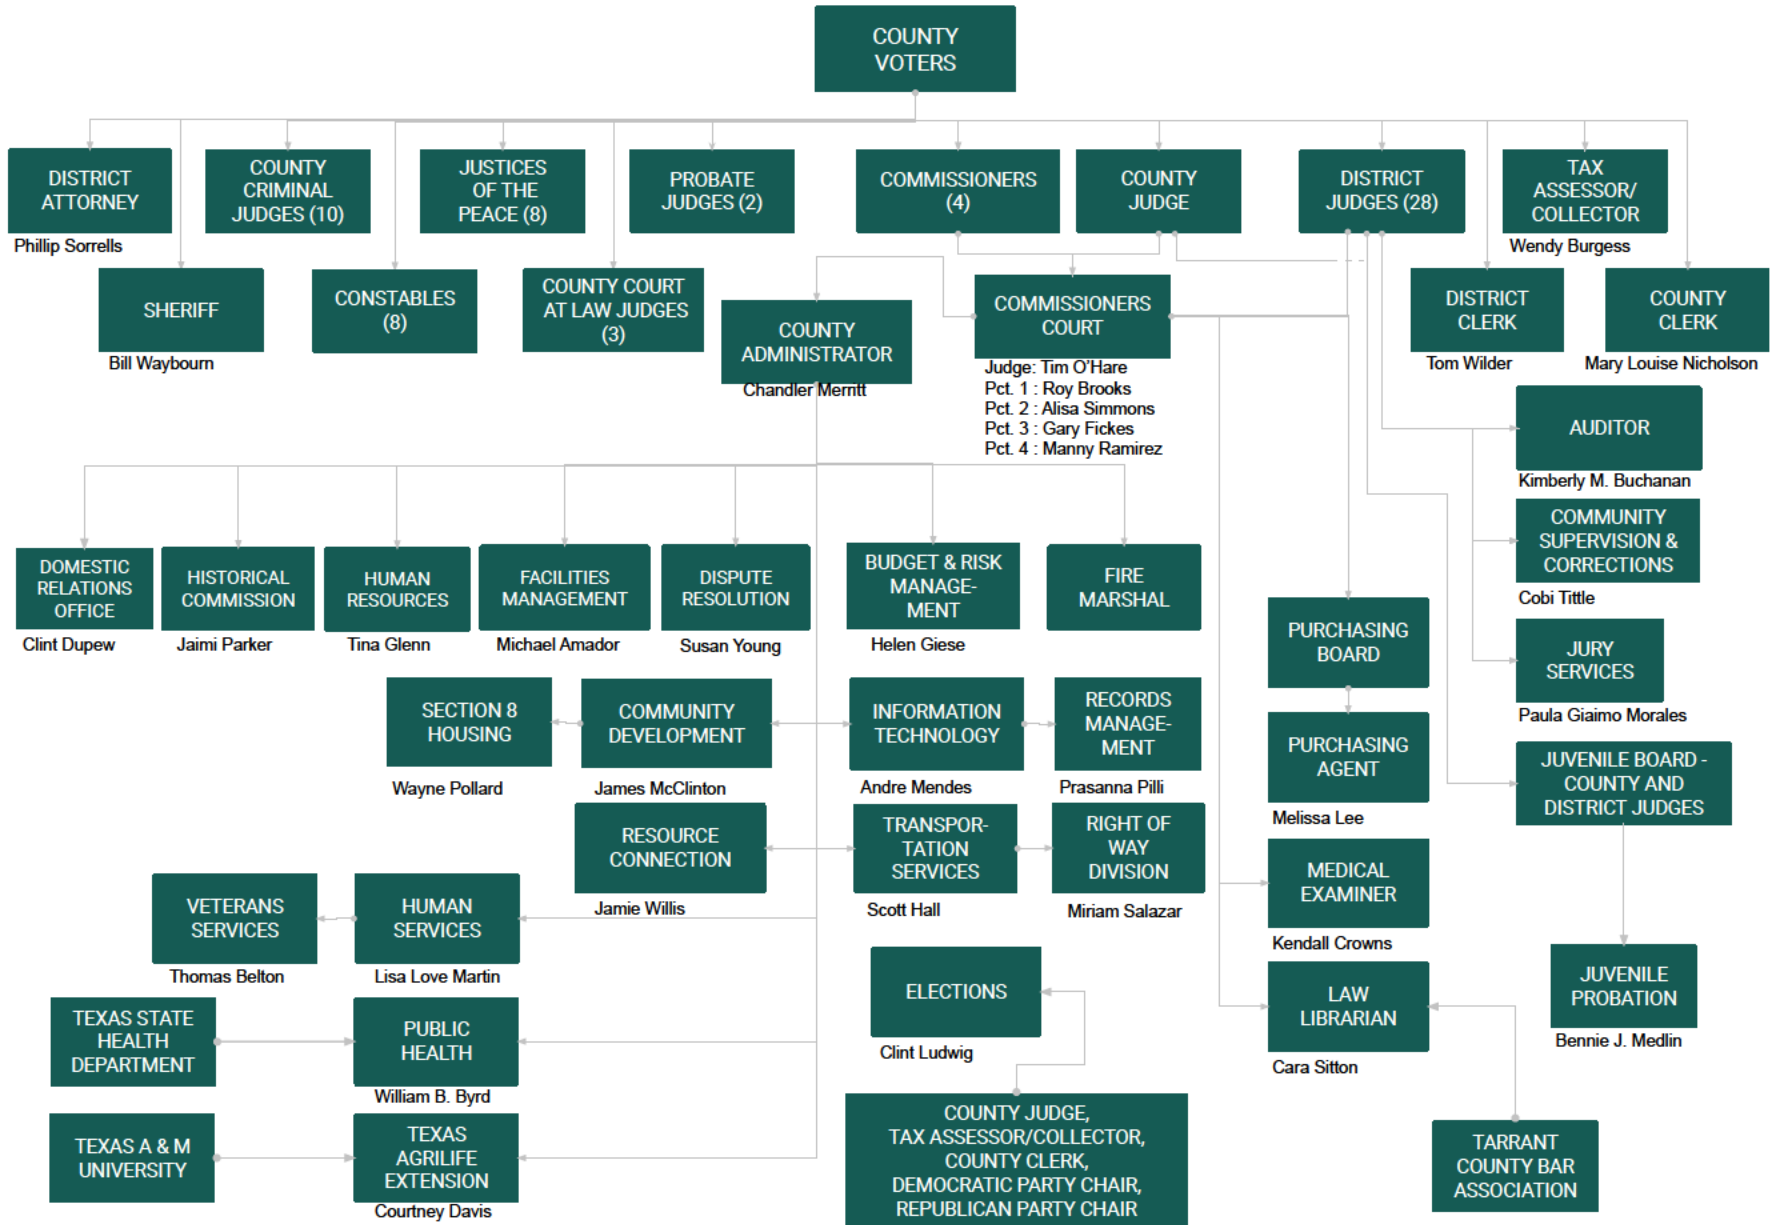 COUNTY
VOTERS
DISTRICT
ATTORNEY
Phillip Sorrells
COUNTY
CRIMINAL
JUDGES (10)
JUSTICES
OF THE
PEACE (8)
PROBATE
JUDGES (2)
COMMISSIONERS
(4)
COUNTY
JUDGE
DISTRICT
JUDGES (28)
TAX
ASSESSOR/
COLLECTOR
Wendy Burgess
SHERIFF
Bill Waybourn
CONSTABLES
(8)
COUNTY COURT
AT LAW JUDGES
(3)
COUNTY
ADMINISTRATOR
Chandler Merritt
COMMISSIONERS
COURT
Judge: Tim O'Hare
Pct. 1 : Roy Brooks
Pct. 2 : Alisa Simmons
Pct. 3 : Gary Fickes
Pct. 4 : Manny Ramirez
DISTRICT
CLERK
Tom Wilder
COUNTY
CLERK
Mary Louise Nicholson
AUDITOR
Kimberly M. Buchanan
COMMUNITY
SUPERVISION &
CORRECTIONS
Cobi Tittle
JURY
SERVICES
Paula Giaimo Morales
JUVENILE BOARD -
COUNTY AND
DISTRICT JUDGES
JUVENILE
PROBATION
Bennie J. Medlin
DOMESTIC
RELATIONS
OFFICE
Clint Dupew
HISTORICAL
COMMISSION
Jaimi Parker
HUMAN
RESOURCES
Tina Glenn
FACILITIES
MANAGEMENT
Michael Amador
DISPUTE
RESOLUTION
Susan Young
BUDGET & RISK
MANAGE-
MENT
Helen Giese
FIRE
MARSHAL
PURCHASING
BOARD
PURCHASING
AGENT
Melissa Lee
MEDICAL
EXAMINER
Kendall Crowns
LAW
LIBRARIAN
Cara Sitton
TARRANT
COUNTY BAR
ASSOCIATION
SECTION 8
HOUSING
Wayne Pollard
COMMUNITY
DEVELOPMENT
James McClinton
INFORMATION
TECHNOLOGY
Andre Mendes
RECORDS
MANAGE-
MENT
Prasanna Pilli
RESOURCE
CONNECTION
Jamie Willis
TRANSPOR-
TATION
SERVICES
Scott Hall
RIGHT OF
WAY
DIVISION
Miriam Salazar
VETERANS
SERVICES
Thomas Belton
HUMAN
SERVICES
Lisa Love Martin
TEXAS STATE
HEALTH
DEPARTMENT
PUBLIC
HEALTH
William B. Byrd
TEXAS A & M
UNIVERSITY
TEXAS
AGRILIFE
EXTENSION
Courtney Davis
ELECTIONS
Clint Ludwig
COUNTY JUDGE,
TAX ASSESSOR/COLLECTOR,
COUNTY CLERK,
DEMOCRATIC PARTY CHAIR,
REPUBLICAN PARTY CHAIR